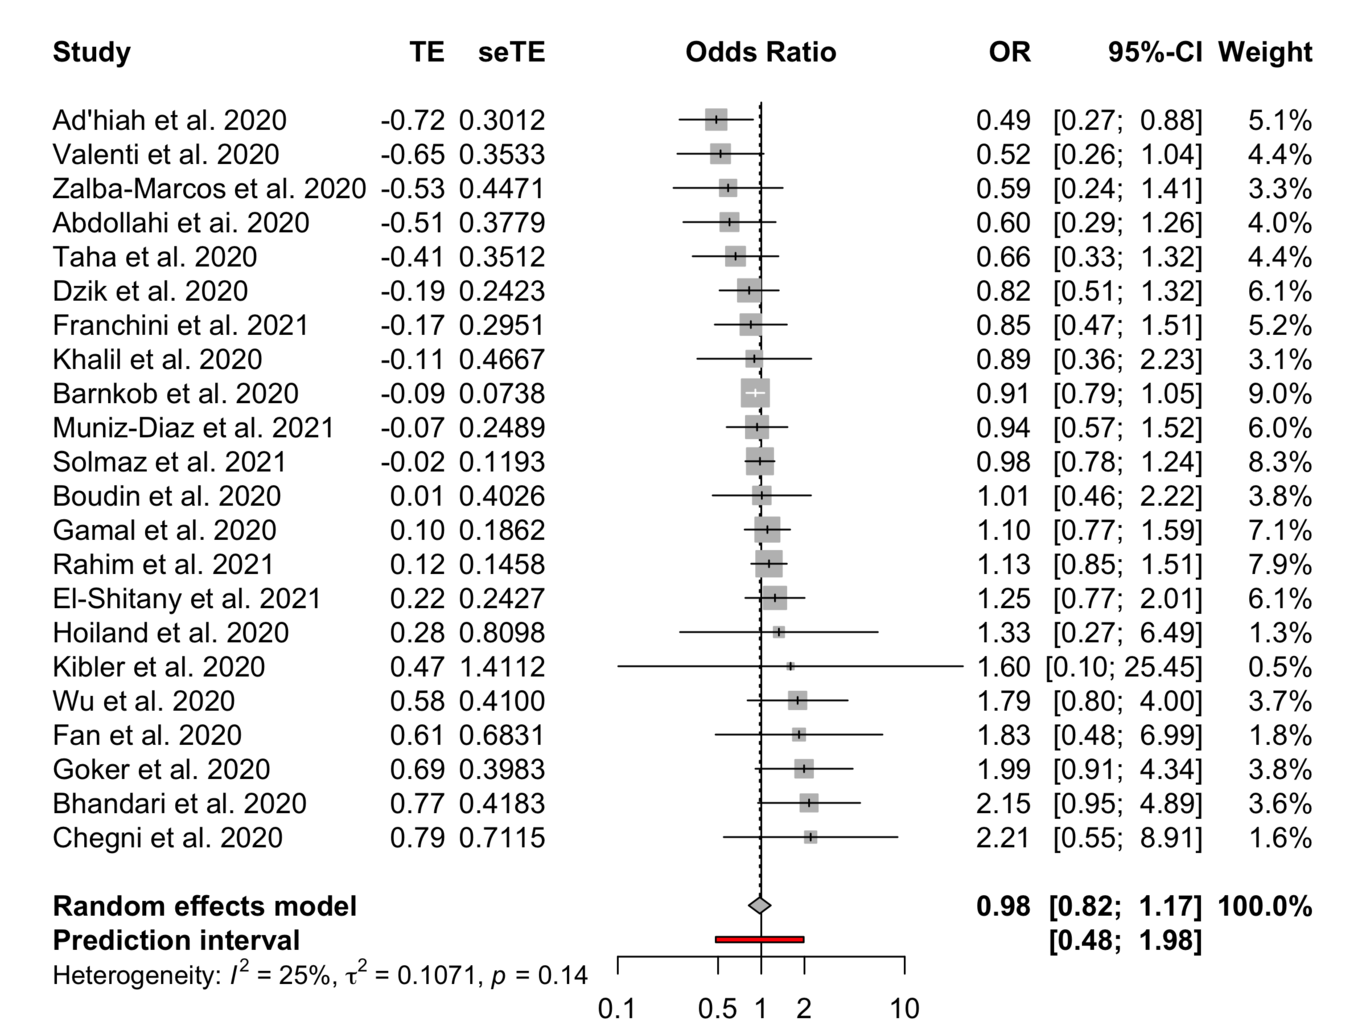 Study TE seTE Odds Ratio OR 95%-CI Weight
Ad'hiah et al. 2020 -0.72 0.3012 0.49 [0.27; 0.88] 5.1%
Valenti et al. 2020 -0.65 0.3533 0.52 [0.26; 1.04] 4.4%
Zalba-Marcos et al. 2020 -0.53 0.4471 0.59 [0.24; 1.41] 3.3%
Abdollahi et ai. 2020 -0.51 0.3779 0.60 [0.29; 1.26] 4.0%
Taha et al. 2020 -0.41 0.3512 0.66 [0.33; 1.32] 4.4%
Dzik et al. 2020 -0.19 0.2423 0.82 [0.51; 1.32] 6.1%
Franchini et al. 2021 -0.17 0.2951 0.85 [0.47; 1.51] 5.2%
Khalil et al. 2020 -0.11 0.4667 0.89 [0.36; 2.23] 3.1%
Barnkob et al. 2020 -0.09 0.0738 0.91 [0.79; 1.05] 9.0%
Muniz-Diaz et al. 2021 -0.07 0.2489 0.94 [0.57; 1.52] 6.0%
Solmaz et al. 2021 -0.02 0.1193 0.98 [0.78; 1.24] 8.3%
Boudin et al. 2020 0.01 0.4026 1.01 [0.46; 2.22] 3.8%
Gamal et al. 2020 0.10 0.1862 1.10 [0.77; 1.59] 7.1%
Rahim et al. 2021 0.12 0.1458 1.13 [0.85; 1.51] 7.9%
El-Shitany et al. 2021 0.22 0.2427 1.25 [0.77; 2.01] 6.1%
Hoiland et al. 2020 0.28 0.8098 1.33 [0.27; 6.49] 1.3%
Kibler et al. 2020 0.47 1.4112 1.60 [0.10; 25.45] 0.5%
Wu et al. 2020 0.58 0.4100 1.79 [0.80; 4.00] 3.7%
Fan et al. 2020 0.61 0.6831 1.83 [0.48; 6.99] 1.8%
Goker et al. 2020 0.69 0.3983 1.99 [0.91; 4.34] 3.8%
Bhandari et al. 2020 0.77 0.4183 2.15 [0.95; 4.89] 3.6%
Chegni et al. 2020 0.79 0.7115 2.21 [0.55; 8.91] 1.6%
Random effects model 0.98 [0.82; 1.17] 100.0%
Prediction interval [0.48; 1.98]
Heterogeneity: I² = 25%, τ² = 0.1071, p = 0.14
0.1 0.5 1 2 10